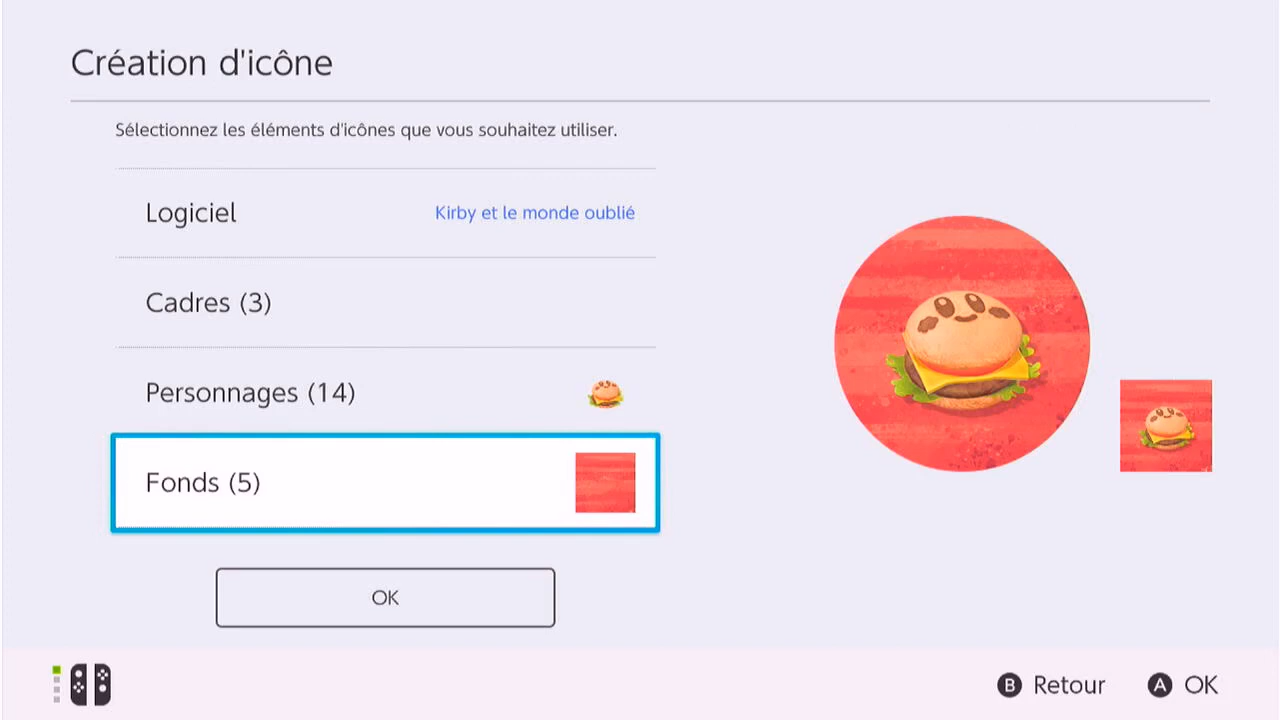 Création d'icône
Sélectionnez les éléments d'icônes que vous souhaitez utiliser.
Logiciel Kirby et le monde oublié
Cadres (3)
Personnages (14)
Fonds (5)
OK
B Retour A OK